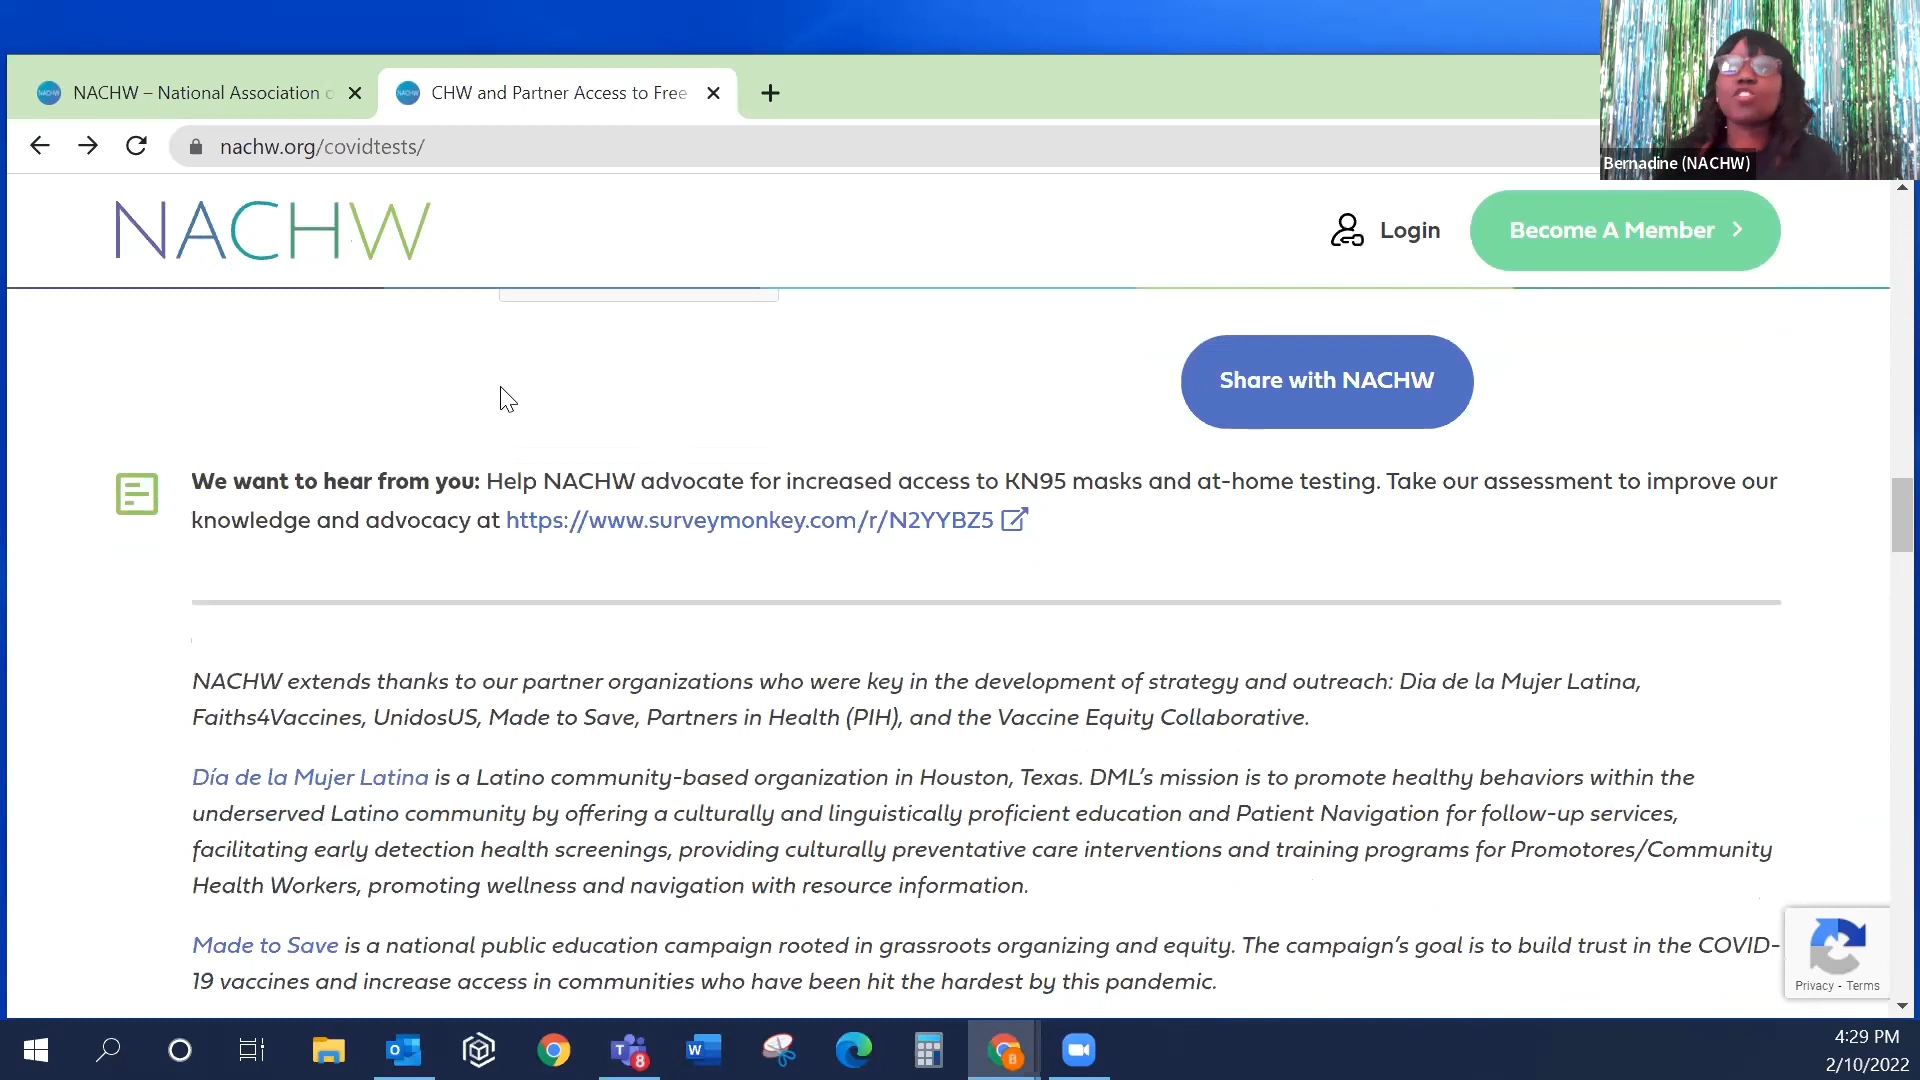 NACHW – National Association o
CHW and Partner Access to Free
Bernadine (NACHW)
nachw.org/covidtests/
NACHW
Login
Become A Member
Share with NACHW
We want to hear from you: Help NACHW advocate for increased access to KN95 masks and at-home testing. Take our assessment to improve our
knowledge and advocacy at https://www.surveymonkey.com/r/N2YYBZ5
NACHW extends thanks to our partner organizations who were key in the development of strategy and outreach: Dia de la Mujer Latina,
Faiths4Vaccines, UnidosUS, Made to Save, Partners in Health (PIH), and the Vaccine Equity Collaborative.
Día de la Mujer Latina is a Latino community-based organization in Houston, Texas. DML's mission is to promote healthy behaviors within the
underserved Latino community by offering a culturally and linguistically proficient education and Patient Navigation for follow-up services,
facilitating early detection health screenings, providing culturally preventative care interventions and training programs for Promotores/Community
Health Workers, promoting wellness and navigation with resource information.
Made to Save is a national public education campaign rooted in grassroots organizing and equity. The campaign's goal is to build trust in the COVID-
19 vaccines and increase access in communities who have been hit the hardest by this pandemic.
Privacy - Terms
8
B
4:29 PM
2/10/2022